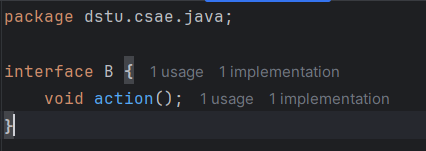 package dstu.csae.java;
interface B { 1 usage 1 implementation
void action(); 1 usage 1 implementation
}